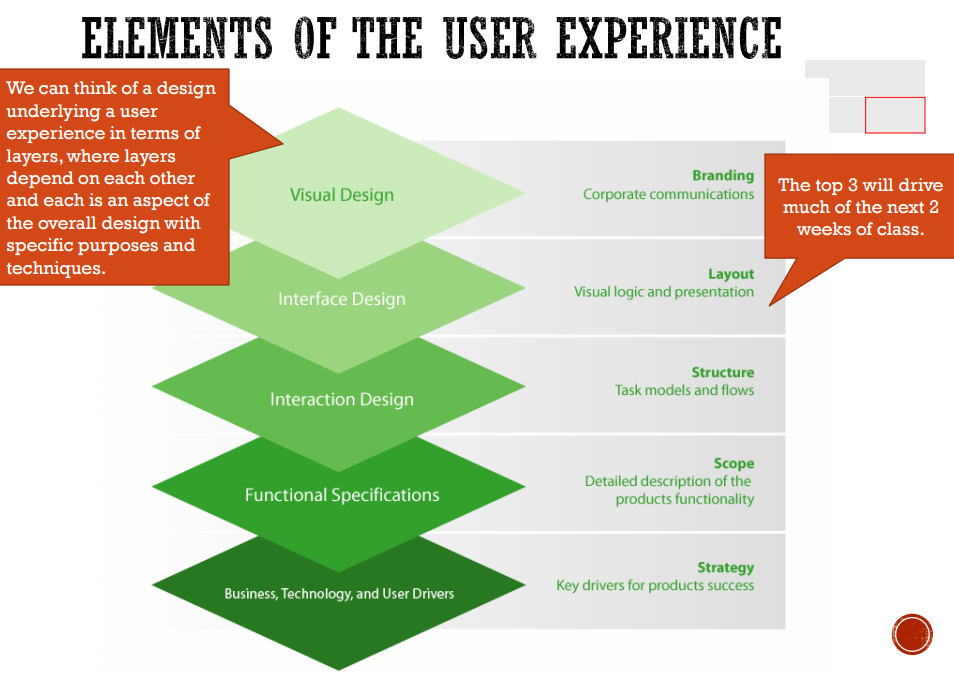 ELEMENTS OF THE USER EXPERIENCE
We can think of a design
underlying a user
experience in terms of
layers, where layers
depend on each other
and each is an aspect of
the overall design with
specific purposes and
techniques.
Visual Design
Branding
Corporate communications
The top 3 will drive
much of the next 2
weeks of class.
Interface Design
Layout
Visual logic and presentation
Interaction Design
Structure
Task models and flows
Functional Specifications
Scope
Detailed description of the
products functionality
Business, Technology, and User Drivers
Strategy
Key drivers for products success